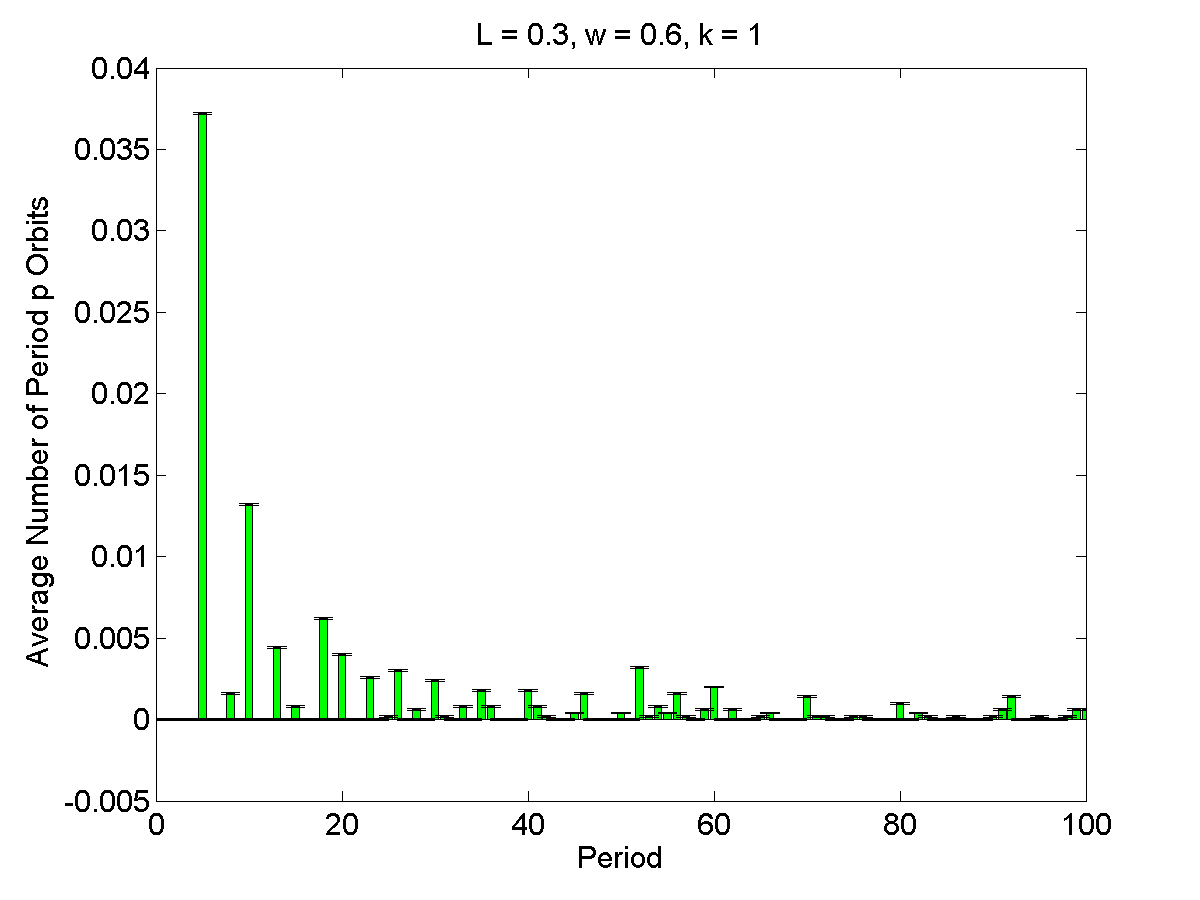 L = 0.3, w = 0.6, k = 1
Average Number of Period p Orbits
0.04
0.035
0.03
0.025
0.02
0.015
0.01
0.005
0
-0.005
0 20 40 60 80 100
Period